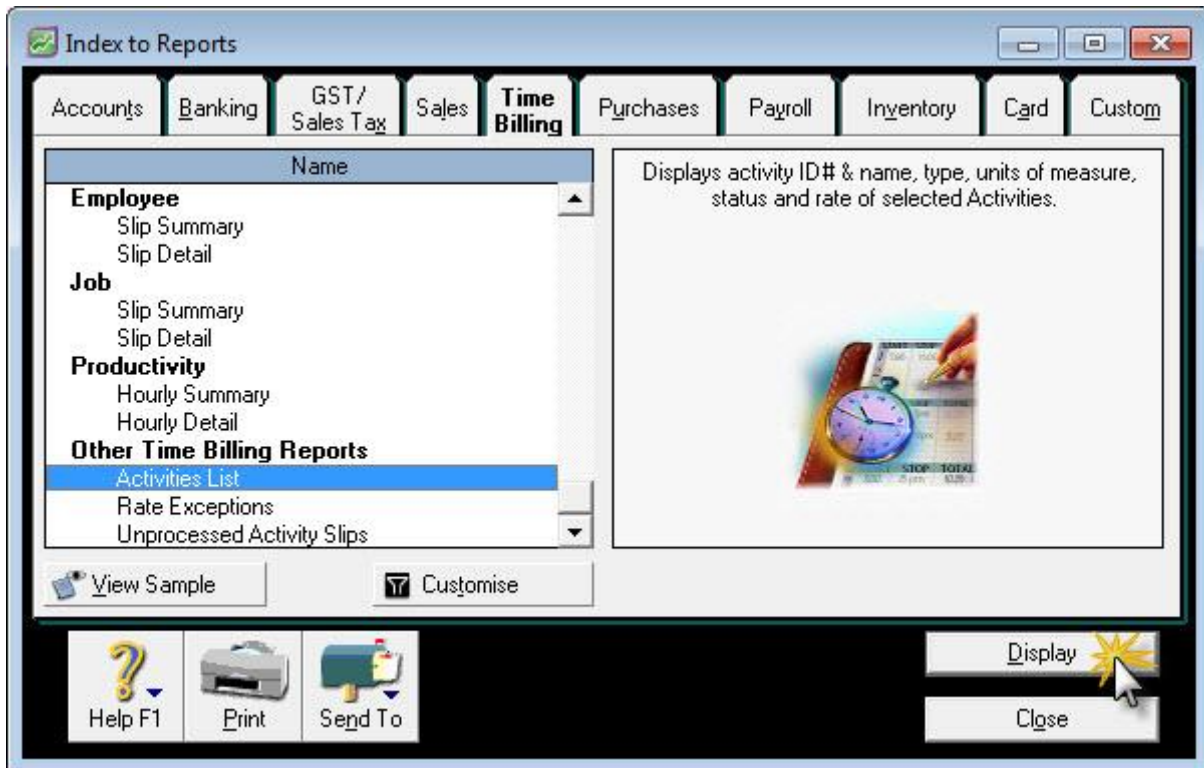 Index to Reports
Accounts
Banking
GST/
Sales Tax
Sales
Time
Billing
Purchases
Payroll
Inventory
Card
Custom
Name
Employee
Slip Summary
Slip Detail
Job
Slip Summary
Slip Detail
Productivity
Hourly Summary
Hourly Detail
Other Time Billing Reports
Activities List
Rate Exceptions
Unprocessed Activity Slips
Displays activity ID# & name, type, units of measure,
status and rate of selected Activities.
STOP TOTAL
View Sample
Customise
Help F1
Print
Send To
Display
Close